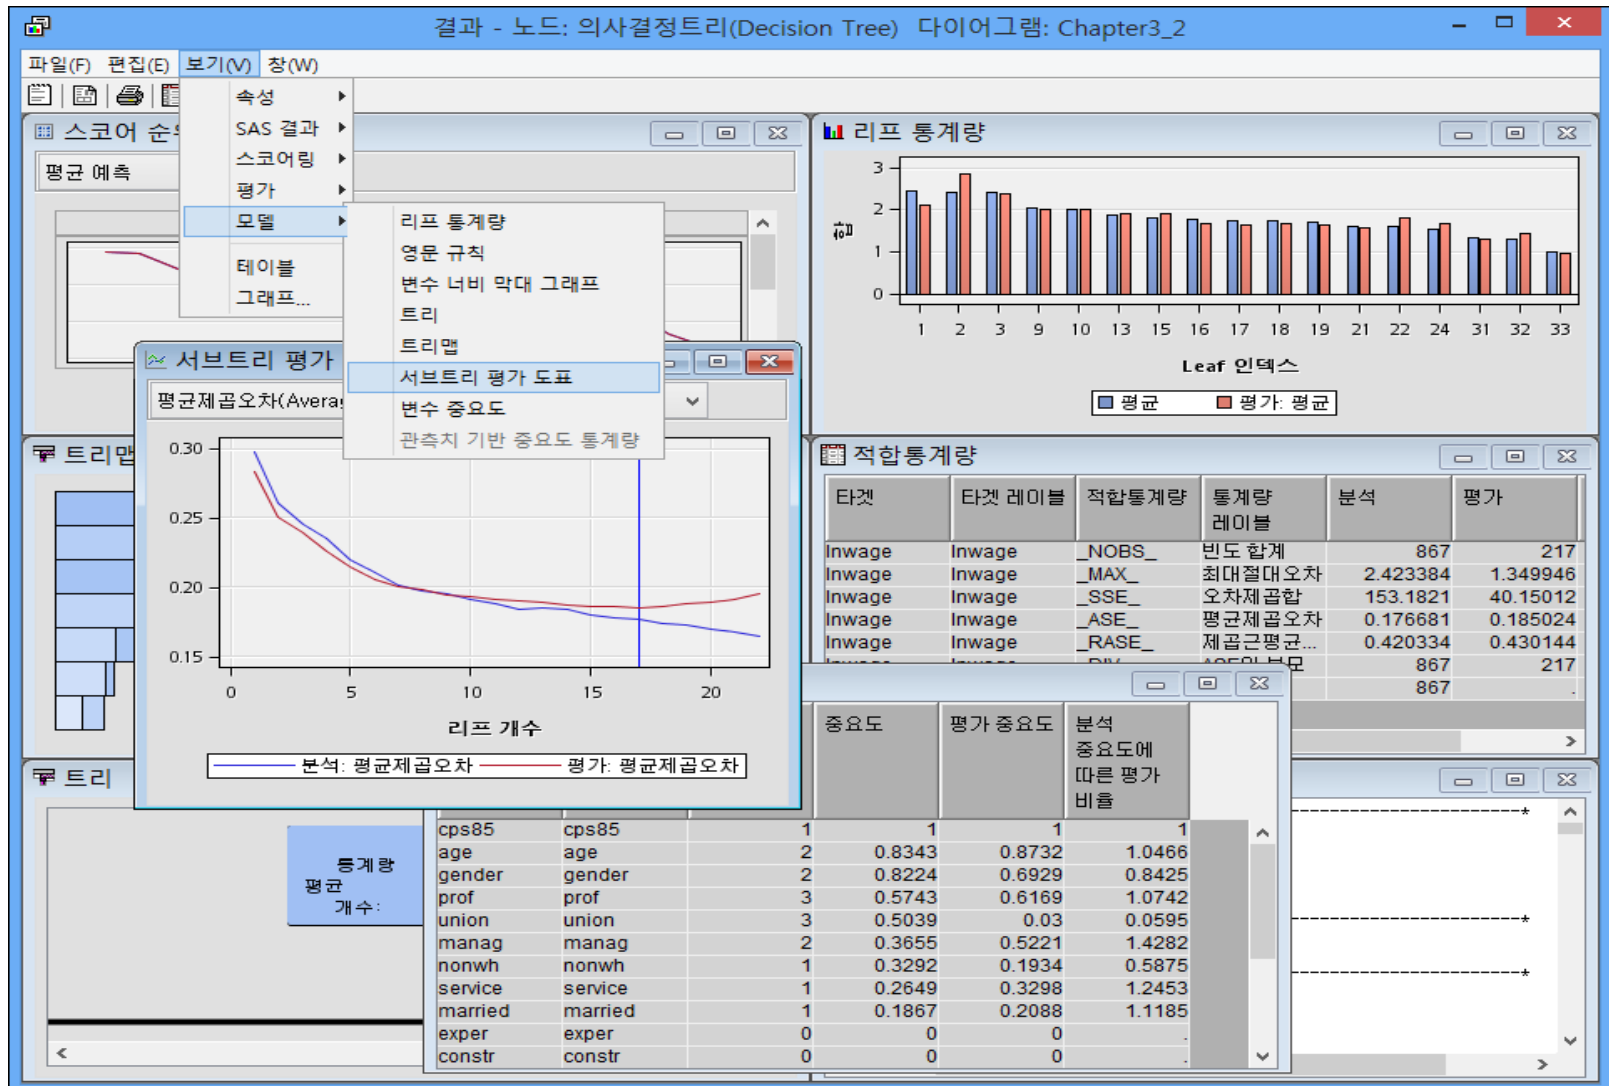 결과 - 노드: 의사결정트리(Decision Tree) 다이어그램: Chapter3_2
파일(F) 편집(E) 보기(V) 창(W)
속성
SAS 결과
스코어링
평가
모델
테이블
그래프...
리프 통계량
영문 규칙
변수 너비 막대 그래프
트리
트리맵
서브트리 평가 도표
변수 중요도
관측치 기반 중요도 통계량
스코어 순
평균 예측
리프 통계량
3
2
1
0
평균
1 2 3 9 10 13 15 16 17 18 19 21 22 24 31 32 33
Leaf 인덱스
평균 평가: 평균
트리맵
서브트리 평가
평균제곱오차(Avera
0.30
0.25
0.20
0.15
0 5 10 15 20
리프 개수
분석: 평균제곱오차 평가: 평균제곱오차
적합통계량
타겟 타겟 레이블 적합통계량 통계량 레이블 분석 평가
lnwage lnwage _NOBS_ 빈도 합계 867 217
lnwage lnwage _MAX_ 최대절대오차 2.423384 1.349946
lnwage lnwage _SSE_ 오차제곱합 153.1821 40.15012
lnwage lnwage _ASE_ 평균제곱오차 0.176681 0.185024
lnwage lnwage _RASE_ 제곱근평균... 0.420334 0.430144
867 217
867 .
트리
통계량
평균
개수:
중요도 평가 중요도 분석 중요도에 따른 평가 비율
cps85 cps85 1 1 1 1
age age 2 0.8343 0.8732 1.0466
gender gender 2 0.8224 0.6929 0.8425
prof prof 3 0.5743 0.6169 1.0742
union union 3 0.5039 0.03 0.0595
manag manag 2 0.3655 0.5221 1.4282
nonwh nonwh 1 0.3292 0.1934 0.5875
service service 1 0.2649 0.3298 1.2453
married married 1 0.1867 0.2088 1.1185
exper exper 0 0 0 .
constr constr 0 0 0 .